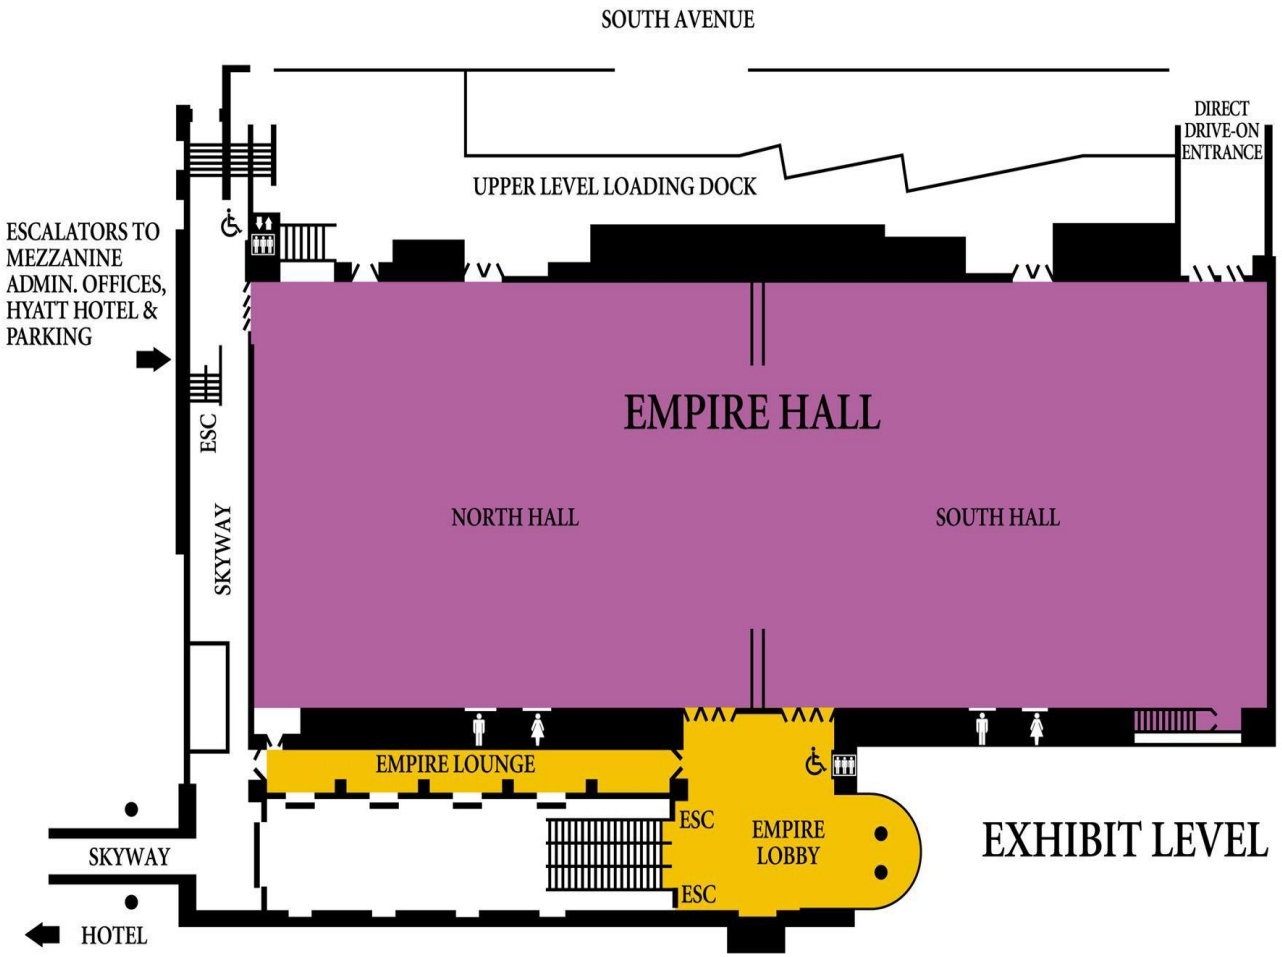 SOUTH AVENUE
DIRECT
DRIVE-ON
ENTRANCE
UPPER LEVEL LOADING DOCK
ESCALATORS TO
MEZZANINE
ADMIN. OFFICES,
HYATT HOTEL &
PARKING
ESC
SKYWAY
EMPIRE HALL
NORTH HALL
SOUTH HALL
EMPIRE LOUNGE
ESC
EMPIRE
LOBBY
ESC
EXHIBIT LEVEL
SKYWAY
HOTEL